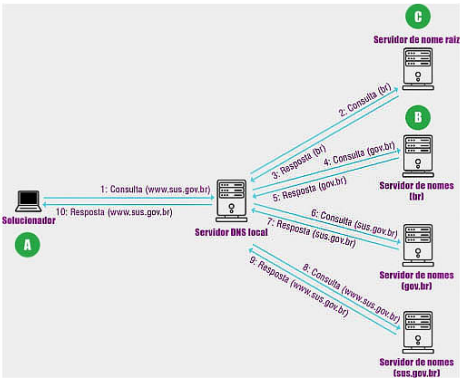 C
Servidor de nome raiz
2: Consulta (br)
3: Resposta (br)
B
4: Consulta (gov.br)
5: Resposta (gov.br)
Servidor de nomes
(br)
1: Consulta (www.sus.gov.br)
10: Resposta (www.sus.gov.br)
Solucionador
A
Servidor DNS local
6: Consulta (sus.gov.br)
7: Resposta (sus.gov.br)
Servidor de nomes
(gov.br)
8: Consulta (www.sus.gov.br)
9: Resposta (www.sus.gov.br)
Servidor de nomes
(sus.gov.br)